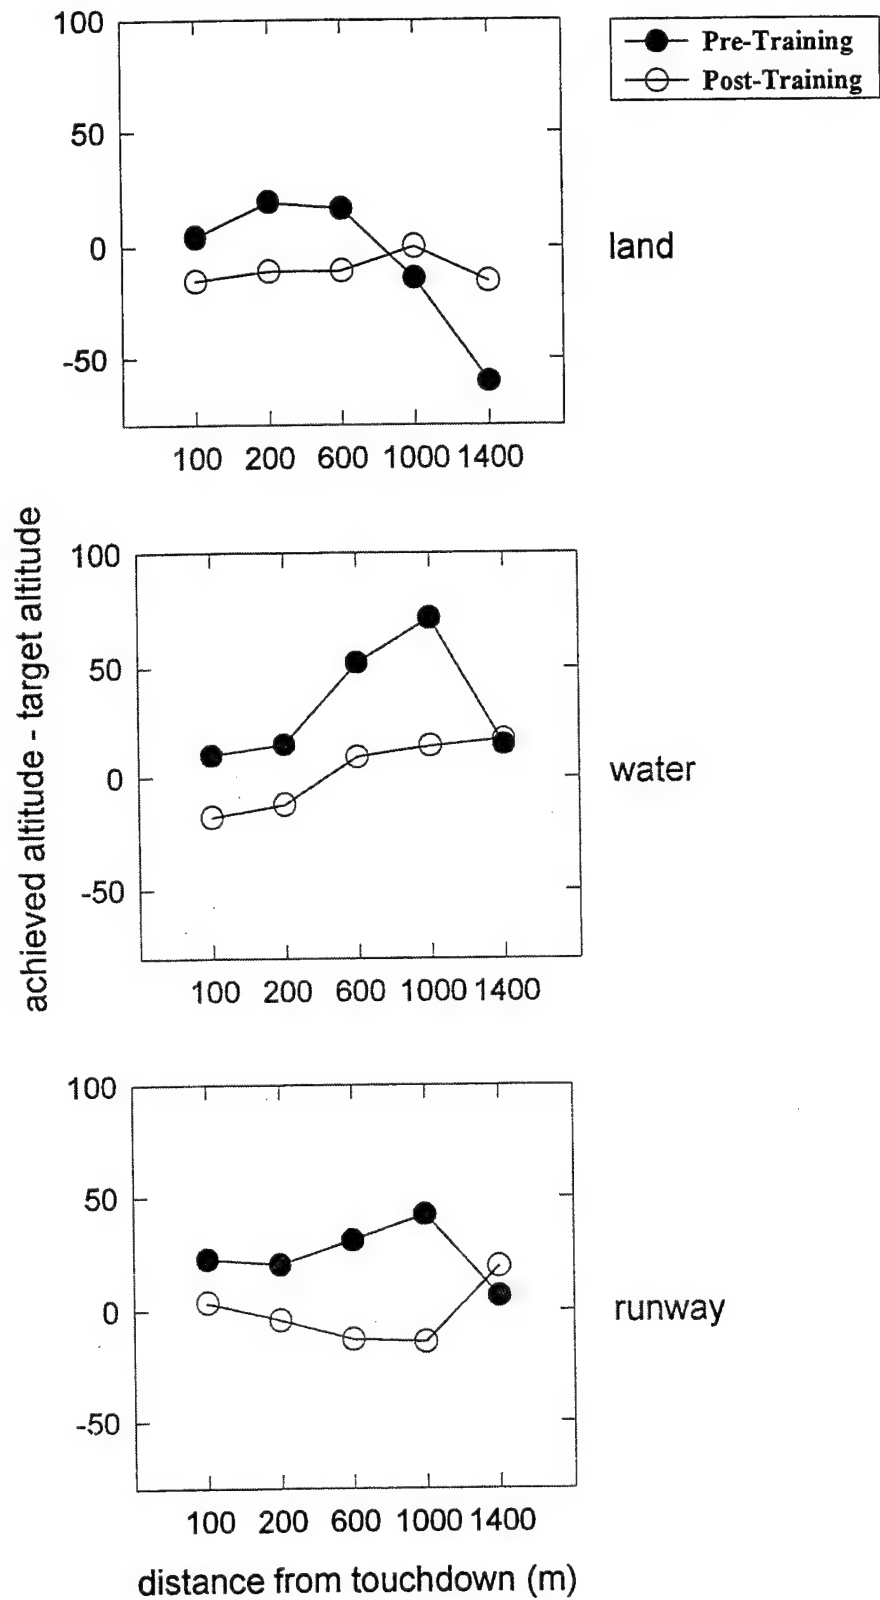 100
50
0
-50
100 200 600 1000 1400
land
Pre-Training
Post-Training
achieved altitude - target altitude
100
50
0
-50
100 200 600 1000 1400
water
100
50
0
-50
100 200 600 1000 1400
runway
distance from touchdown (m)